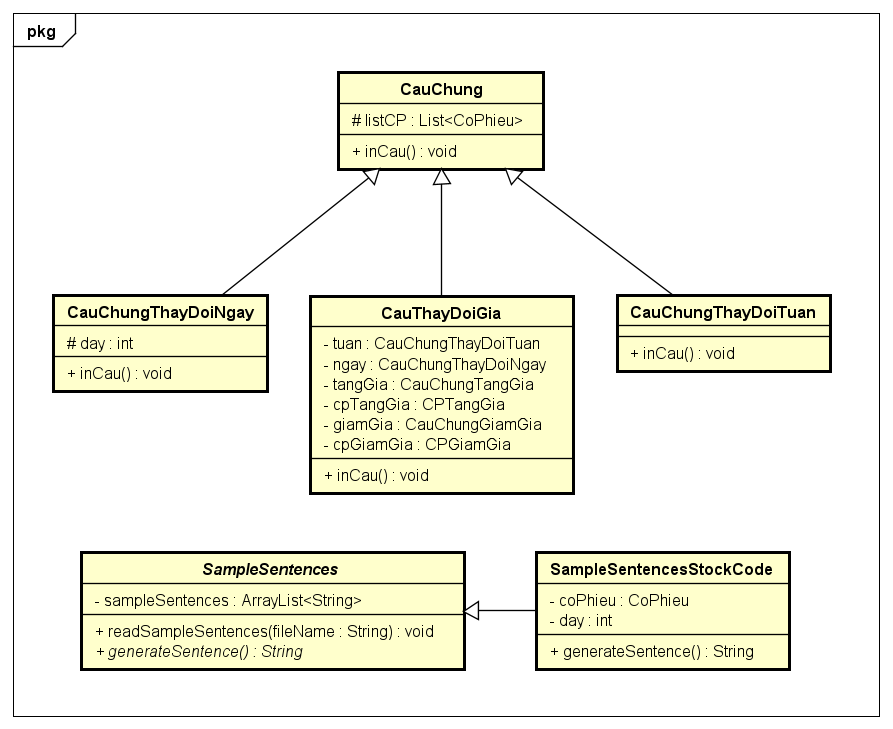 pkg
CauChung
# listCP : List<CoPhieu>
+ inCau() : void
CauChungThayDoiNgay
# day : int
+ inCau() : void
CauThayDoiGia
- tuan : CauChungThayDoiTuan
- ngay : CauChungThayDoiNgay
- tangGia : CauChungTangGia
- cpTangGia : CPTangGia
- giamGia : CauChungGiamGia
- cpGiamGia : CPGiamGia
+ inCau() : void
CauChungThayDoiTuan
+ inCau() : void
SampleSentences
- sampleSentences : ArrayList<String>
+ readSampleSentences(fileName : String) : void
+ generateSentence() : String
SampleSentencesStockCode
- coPhieu : CoPhieu
- day : int
+ generateSentence() : String